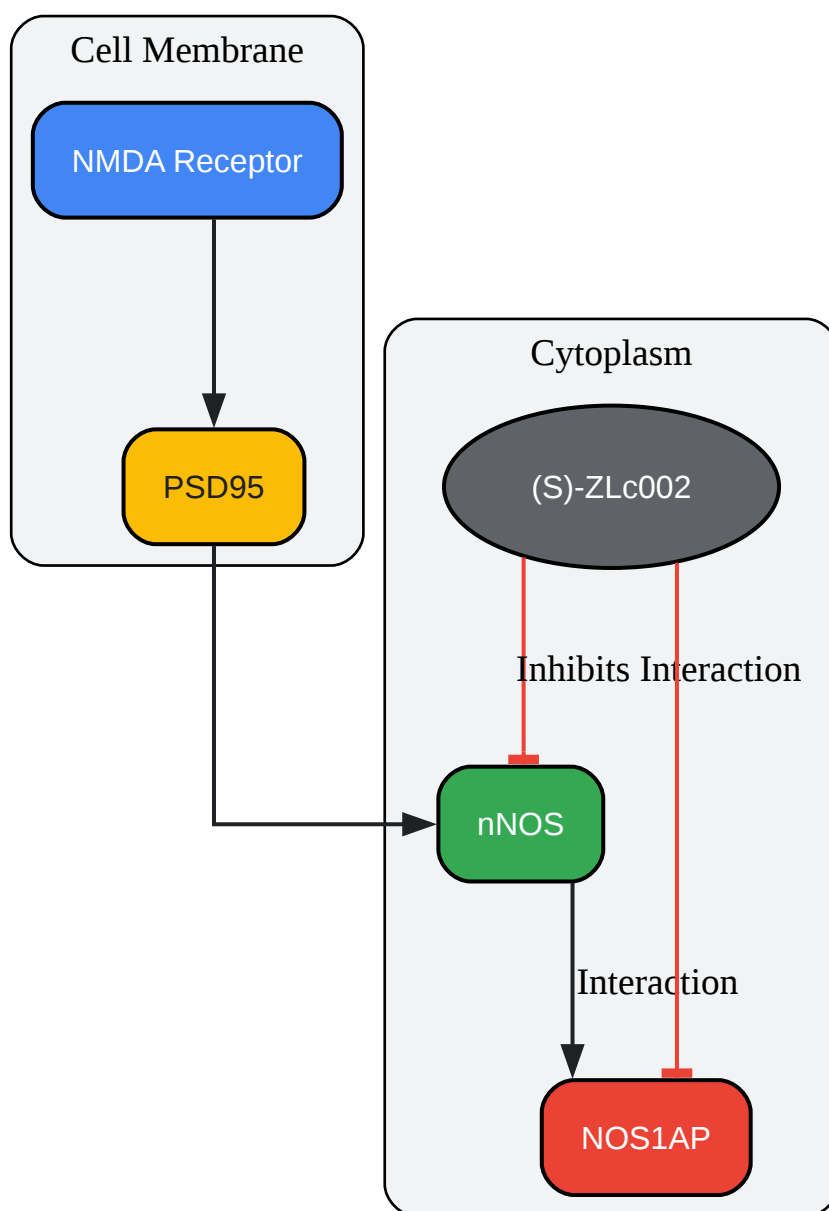 Cell Membrane
NMDA Receptor
PSD95
Cytoplasm
(S)-ZLc002
Inhibits Interaction
nNOS
Interaction
NOS1AP